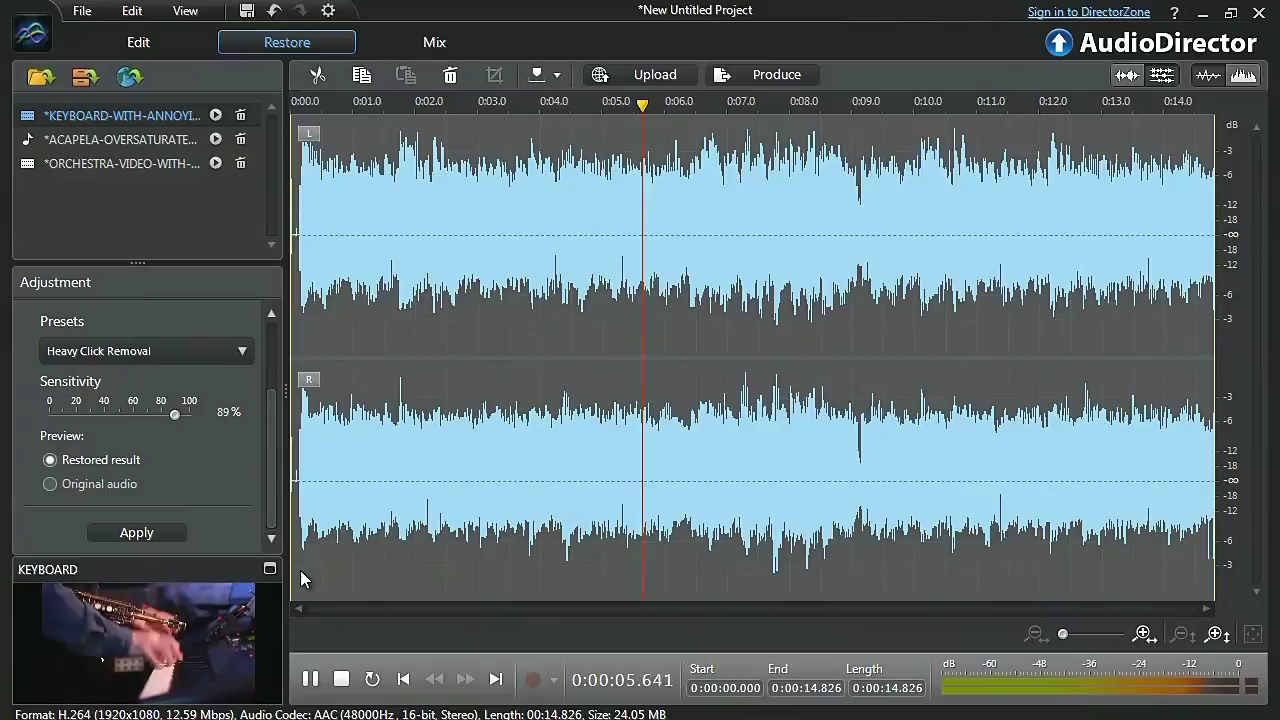 File Edit View
*New Untitled Project
Sign in to DirectorZone ?
Edit Restore Mix
AudioDirector
Upload Produce
*KEYBOARD-WITH-ANNOYI...
*ACAPELA-OVERSATURATE...
*ORCHESTRA-VIDEO-WITH-...
0:00.0 0:01.0 0:02.0 0:03.0 0:04.0 0:05.0 0:06.0 0:07.0 0:08.0 0:09.0 0:10.0 0:11.0 0:12.0 0:13.0 0:14.0
dB
L
-3
-6
-12
-18
-∞
-18
-12
-6
-3
R
-3
-6
-12
-18
-∞
-18
-12
-6
-3
Adjustment
Presets
Heavy Click Removal
Sensitivity
0 20 40 60 80 100
89 %
Preview:
Restored result
Original audio
Apply
KEYBOARD
0:00:05.641
Start End Length
0:00:00.000 0:00:14.826 0:00:14.826
dB -60 -48 -36 -24 -12 0
Format: H.264 (1920x1080, 12.59 Mbps), Audio Codec: AAC (48000Hz , 16-bit, Stereo), Length: 00:14.826, Size: 24.05 MB